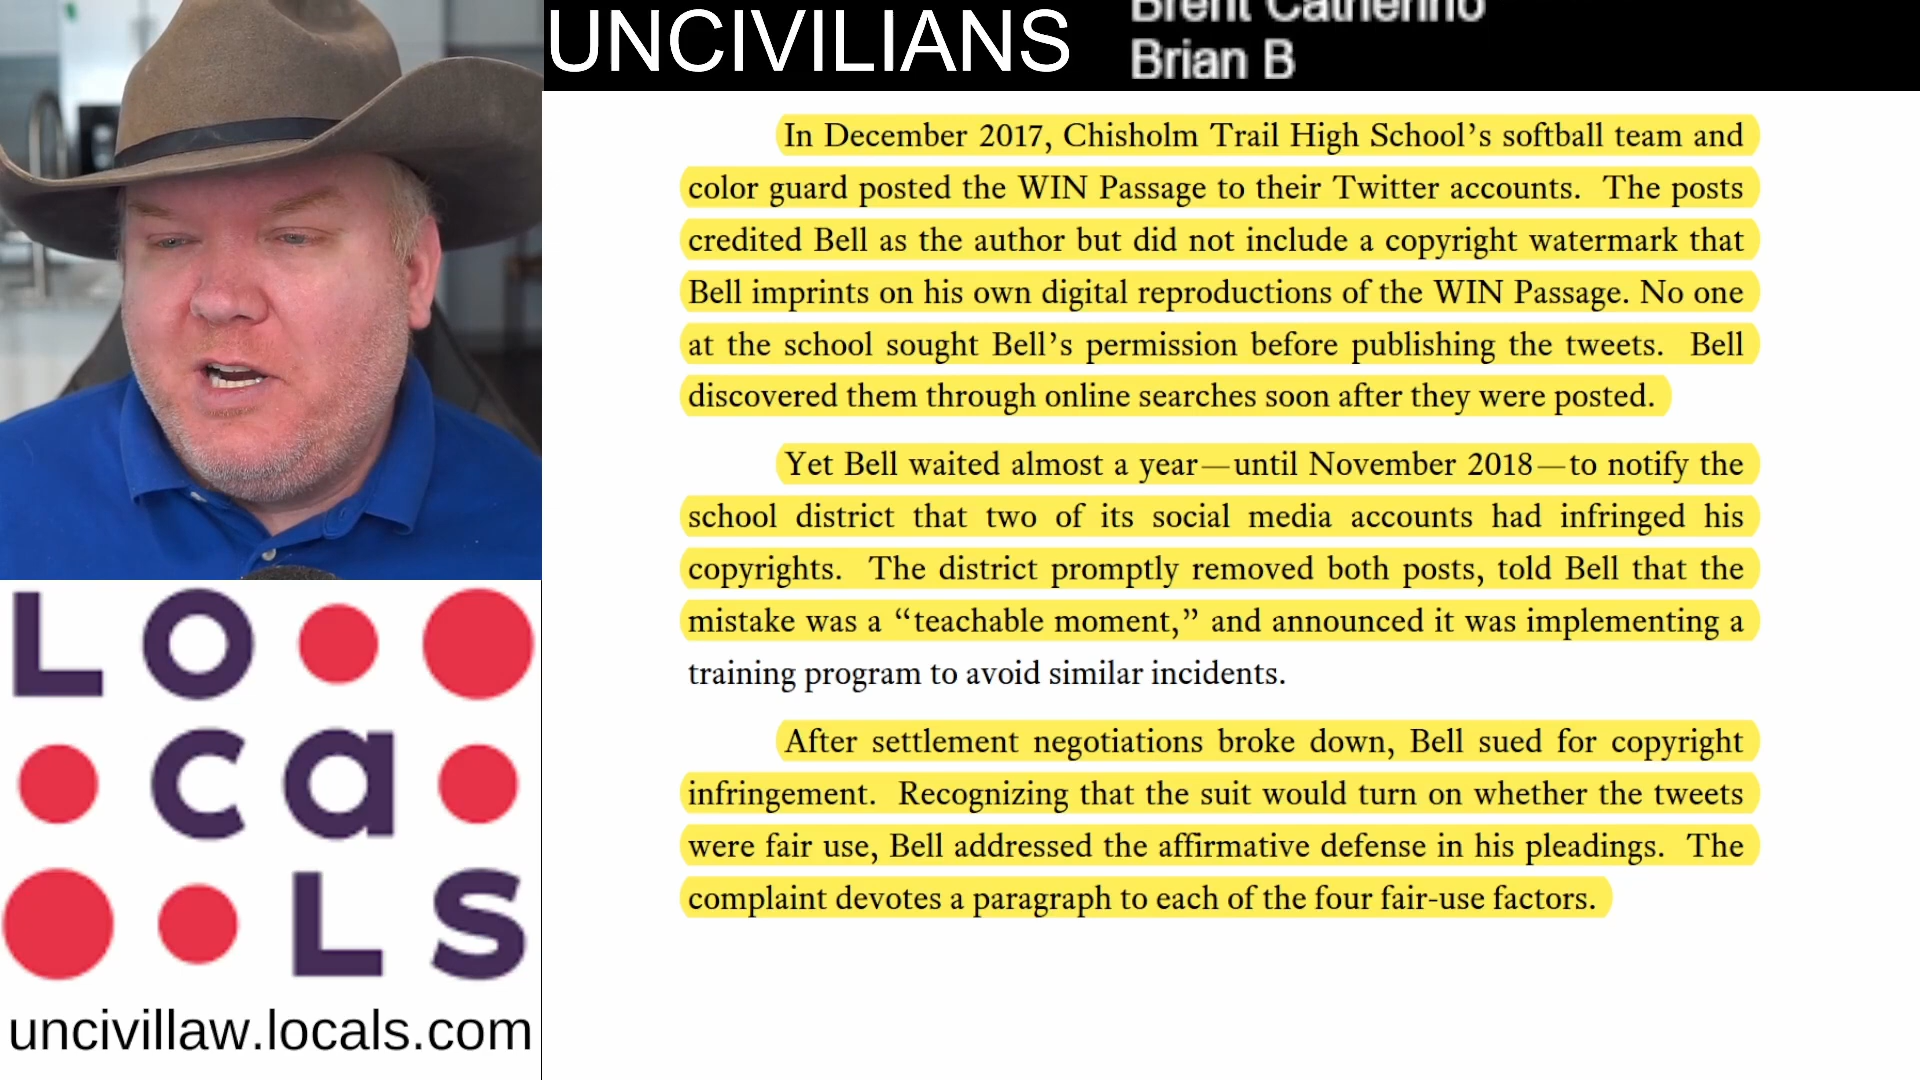 UNCIVILIANS
Brent Catherino
Brian B
In December 2017, Chisholm Trail High School’s softball team and
color guard posted the WIN Passage to their Twitter accounts.  The posts
credited Bell as the author but did not include a copyright watermark that
Bell imprints on his own digital reproductions of the WIN Passage. No one
at the school sought Bell’s permission before publishing the tweets.  Bell
discovered them through online searches soon after they were posted.
Yet Bell waited almost a year—until November 2018—to notify the
school district that two of its social media accounts had infringed his
copyrights.  The district promptly removed both posts, told Bell that the
mistake was a “teachable moment,” and announced it was implementing a
training program to avoid similar incidents.
After settlement negotiations broke down, Bell sued for copyright
infringement.  Recognizing that the suit would turn on whether the tweets
were fair use, Bell addressed the affirmative defense in his pleadings.  The
complaint devotes a paragraph to each of the four fair-use factors.
LO
ca
LS
uncivillaw.locals.com